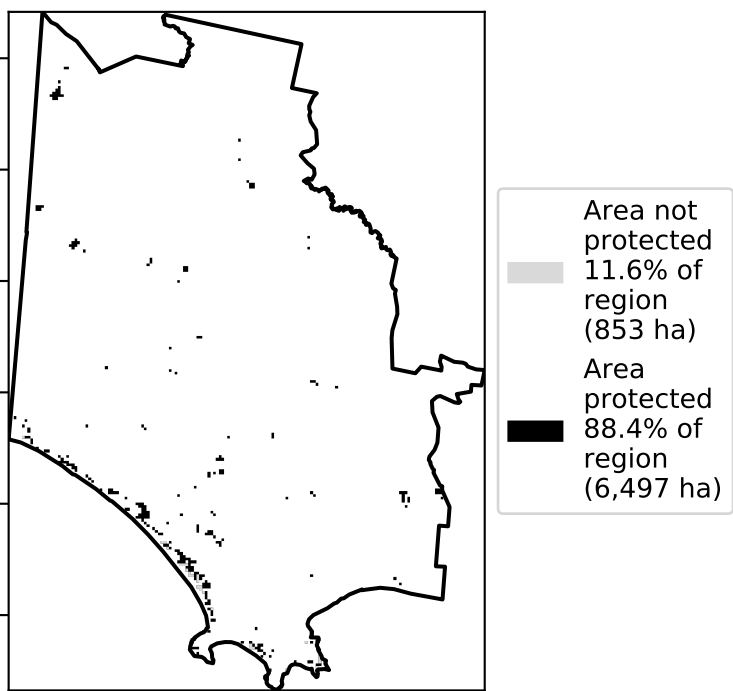 Area not
protected
11.6% of
region
(853 ha)
Area
protected
88.4% of
region
(6,497 ha)